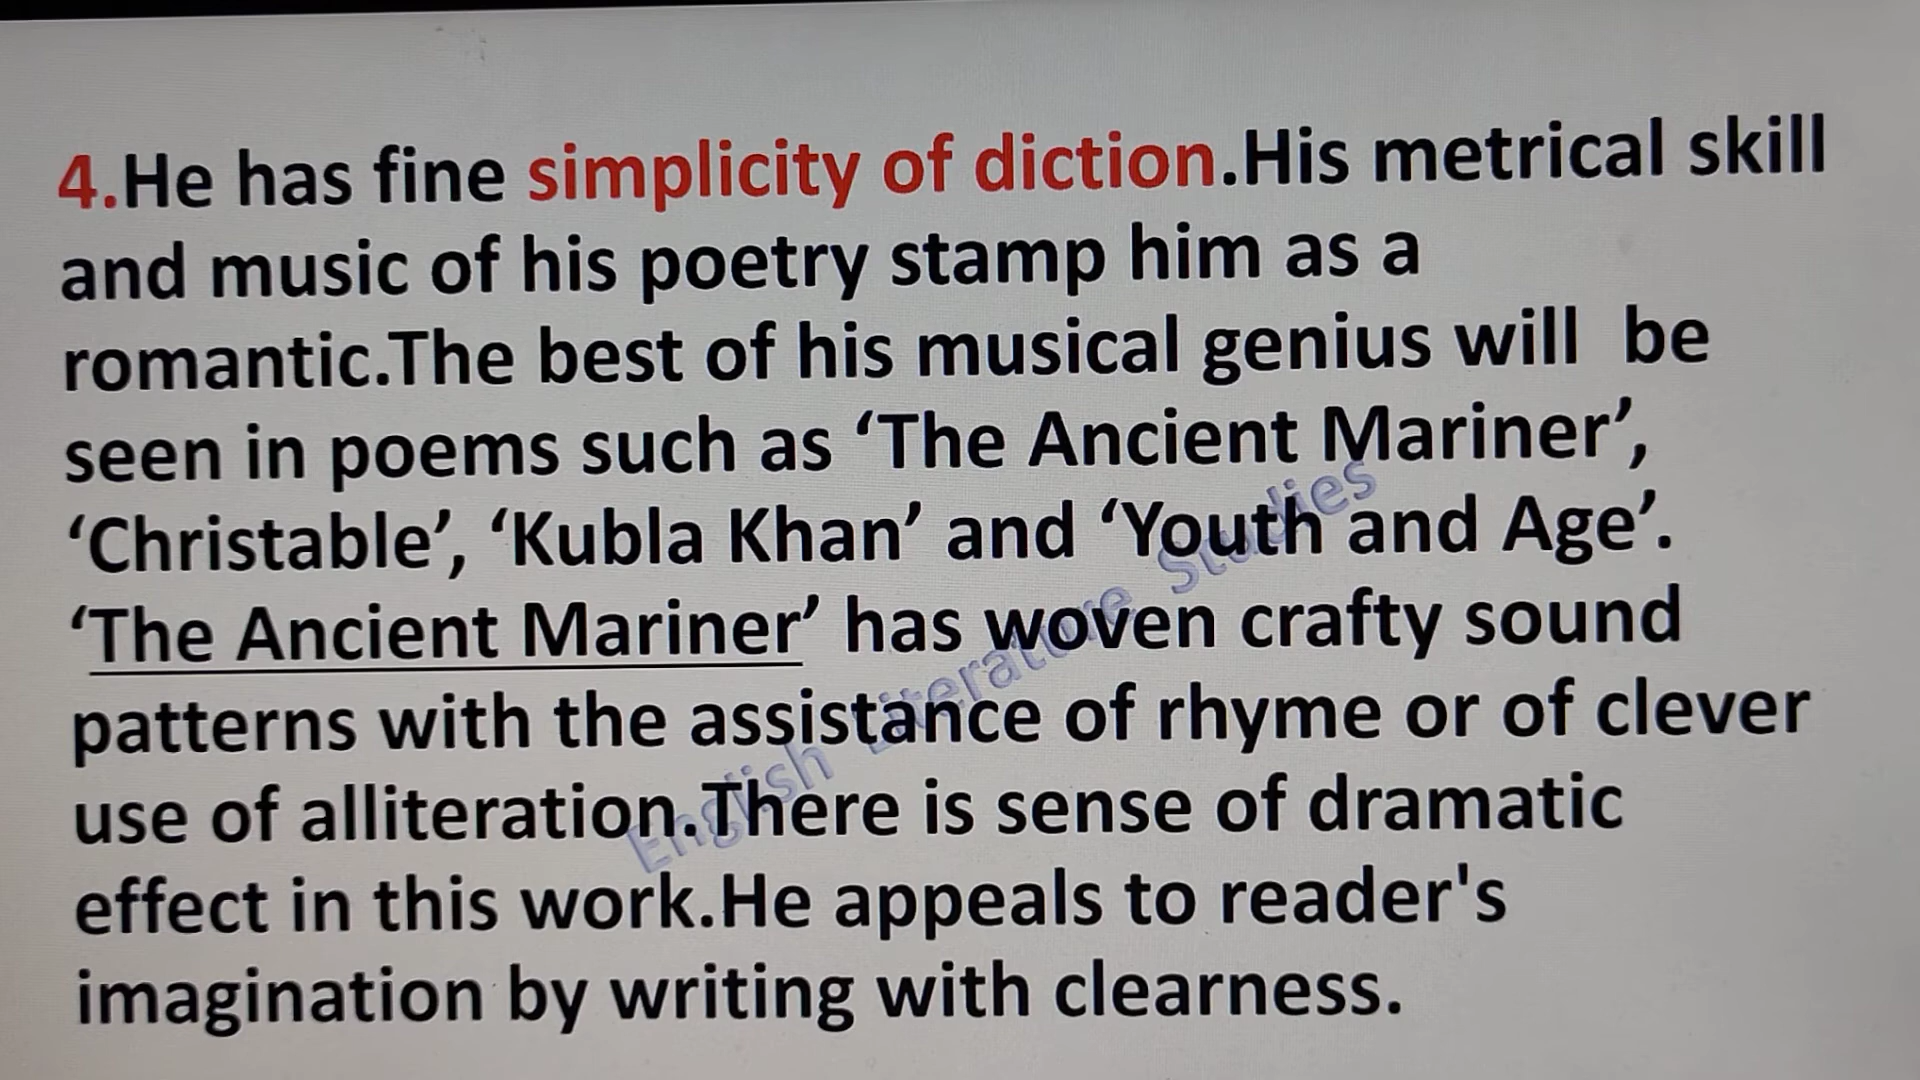 4.He has fine simplicity of diction.His metrical skill
and music of his poetry stamp him as a
romantic.The best of his musical genius will be
seen in poems such as ‘The Ancient Mariner’,
‘Christable’, ‘Kubla Khan’ and ‘Youth and Age’.
‘The Ancient Mariner’ has woven crafty sound
patterns with the assistance of rhyme or of clever
use of alliteration.There is sense of dramatic
effect in this work.He appeals to reader's
imagination by writing with clearness.
English Literature Studies